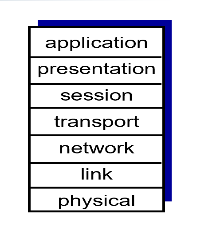 application
presentation
session
transport
network
link
physical